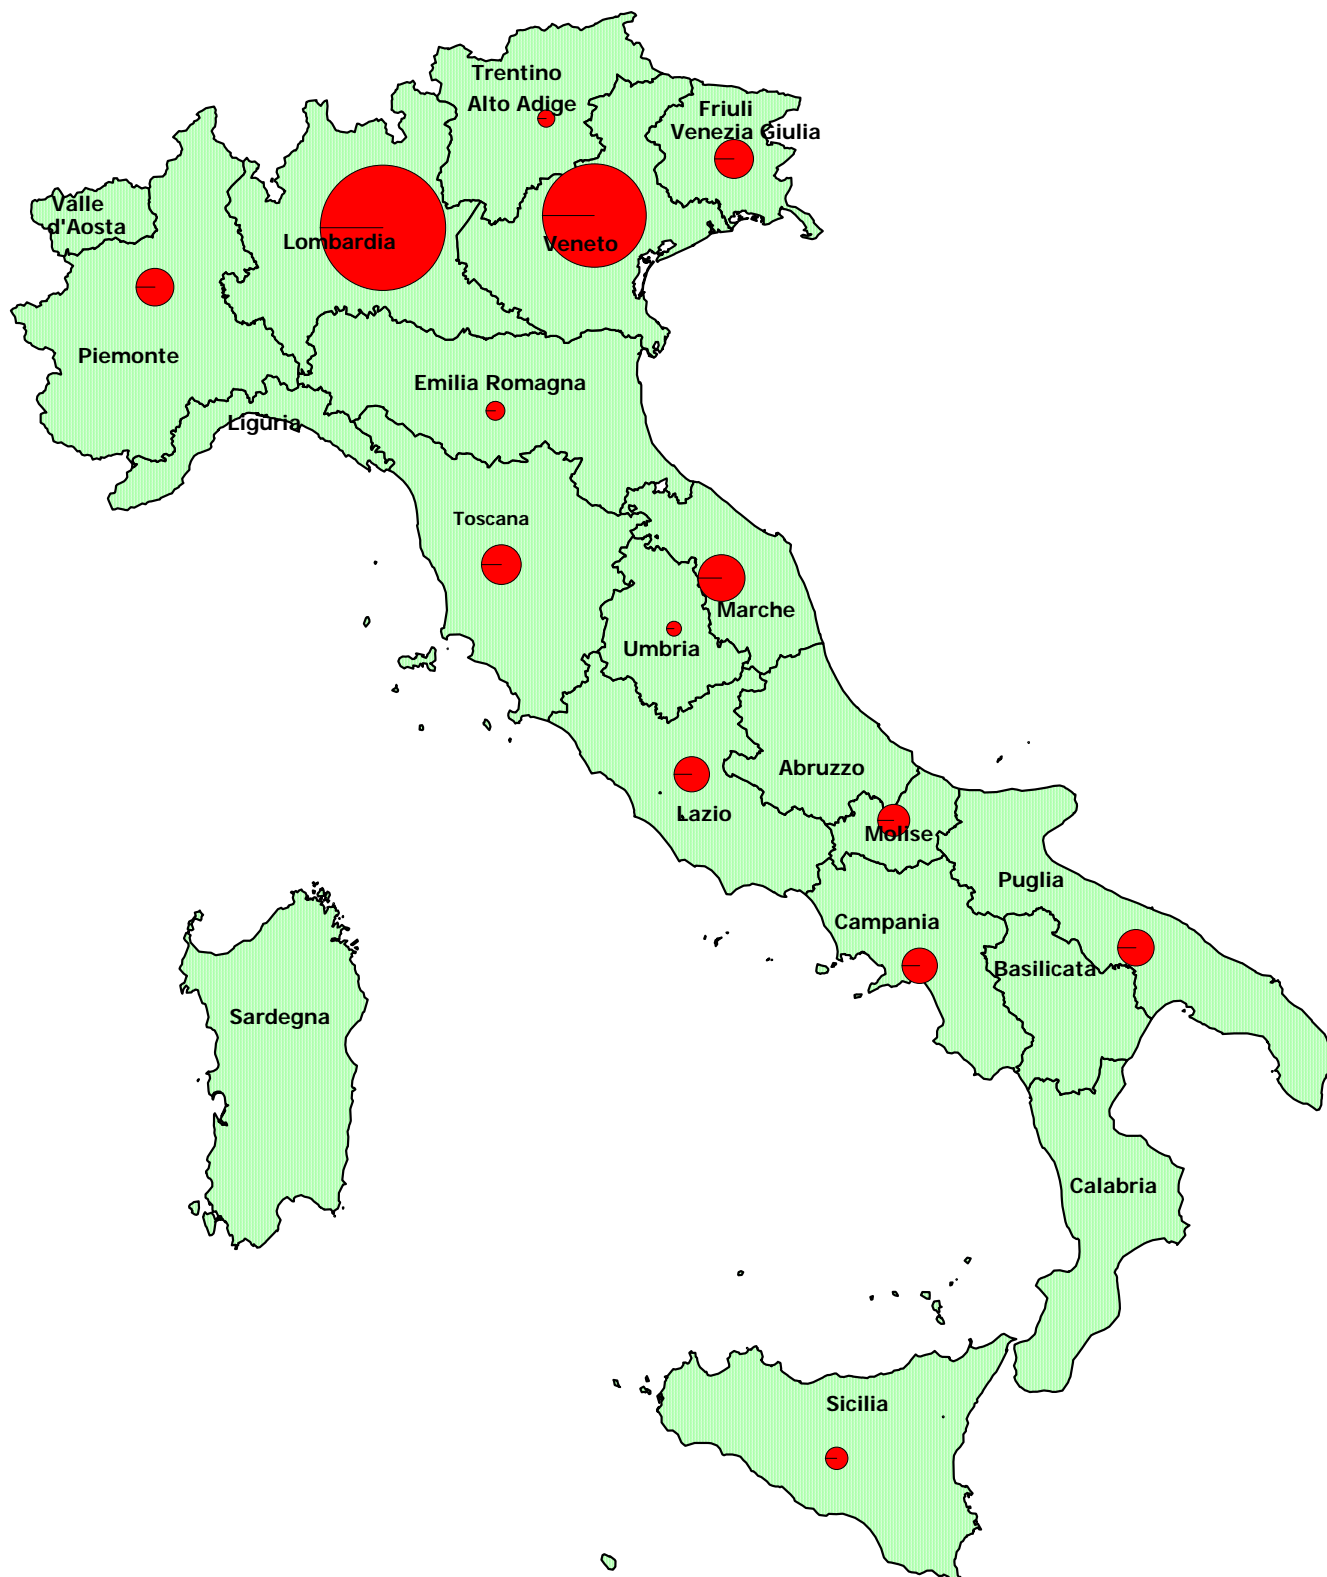 Trentino
Alto Adige
Friuli
Venezia Giulia
Valle
d'Aosta
Lombardia
Veneto
Piemonte
Emilia Romagna
Liguria
Toscana
Marche
Umbria
Abruzzo
Lazio
Molise
Puglia
Campania
Basilicata
Sardegna
Calabria
Sicilia